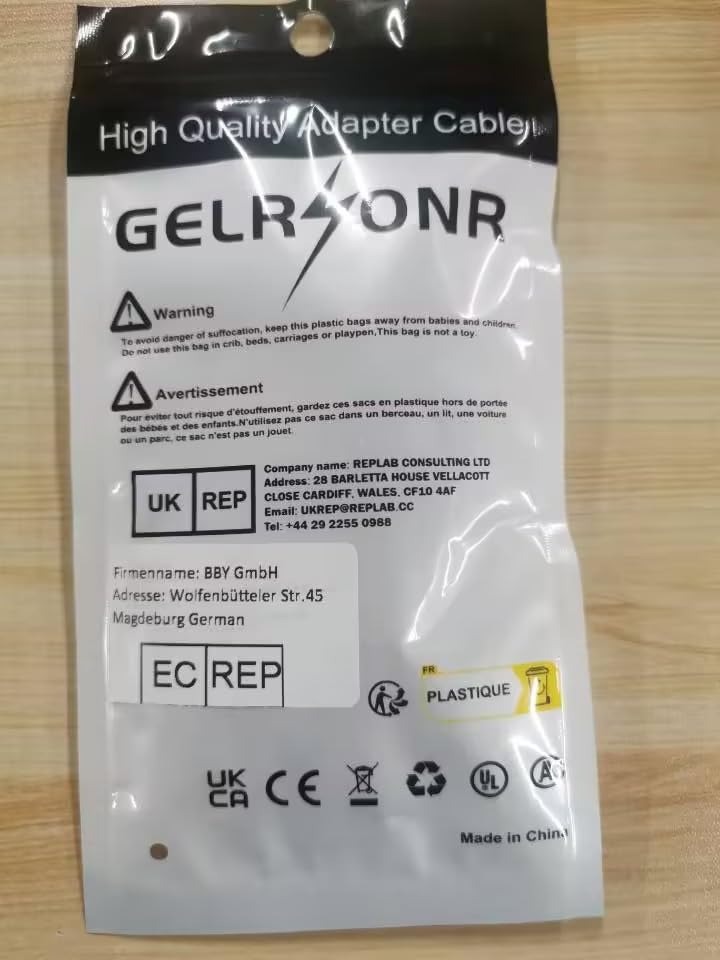 High Quality Adapter Cable
GELRSONR
Warning
To avoid danger of suffocation, keep this plastic bags away from babies and children.
Do not use this bag in crib, beds, carriages or playpen,This bag is not a toy.
Avertissement
Pour éviter tout risque d'étouffement, gardez ces sacs en plastique hors de portée
des bébés et des enfants.N'utilisez pas ce sac dans un berceau, un lit, une voiture
ou un parc, ce sac n'est pas un jouet.
UK REP
Company name: REPLAB CONSULTING LTD
Address: 28 BARLETTA HOUSE VELLACOTT
CLOSE CARDIFF, WALES, CF10 4AF
Email: UKREP@REPLAB.CC
Tel: +44 29 2255 0988
Firmenname: BBY GmbH
Adresse: Wolfenbütteler Str.45
Magdeburg German
EC REP
FR
PLASTIQUE
UK
CA CE UL
Made in China